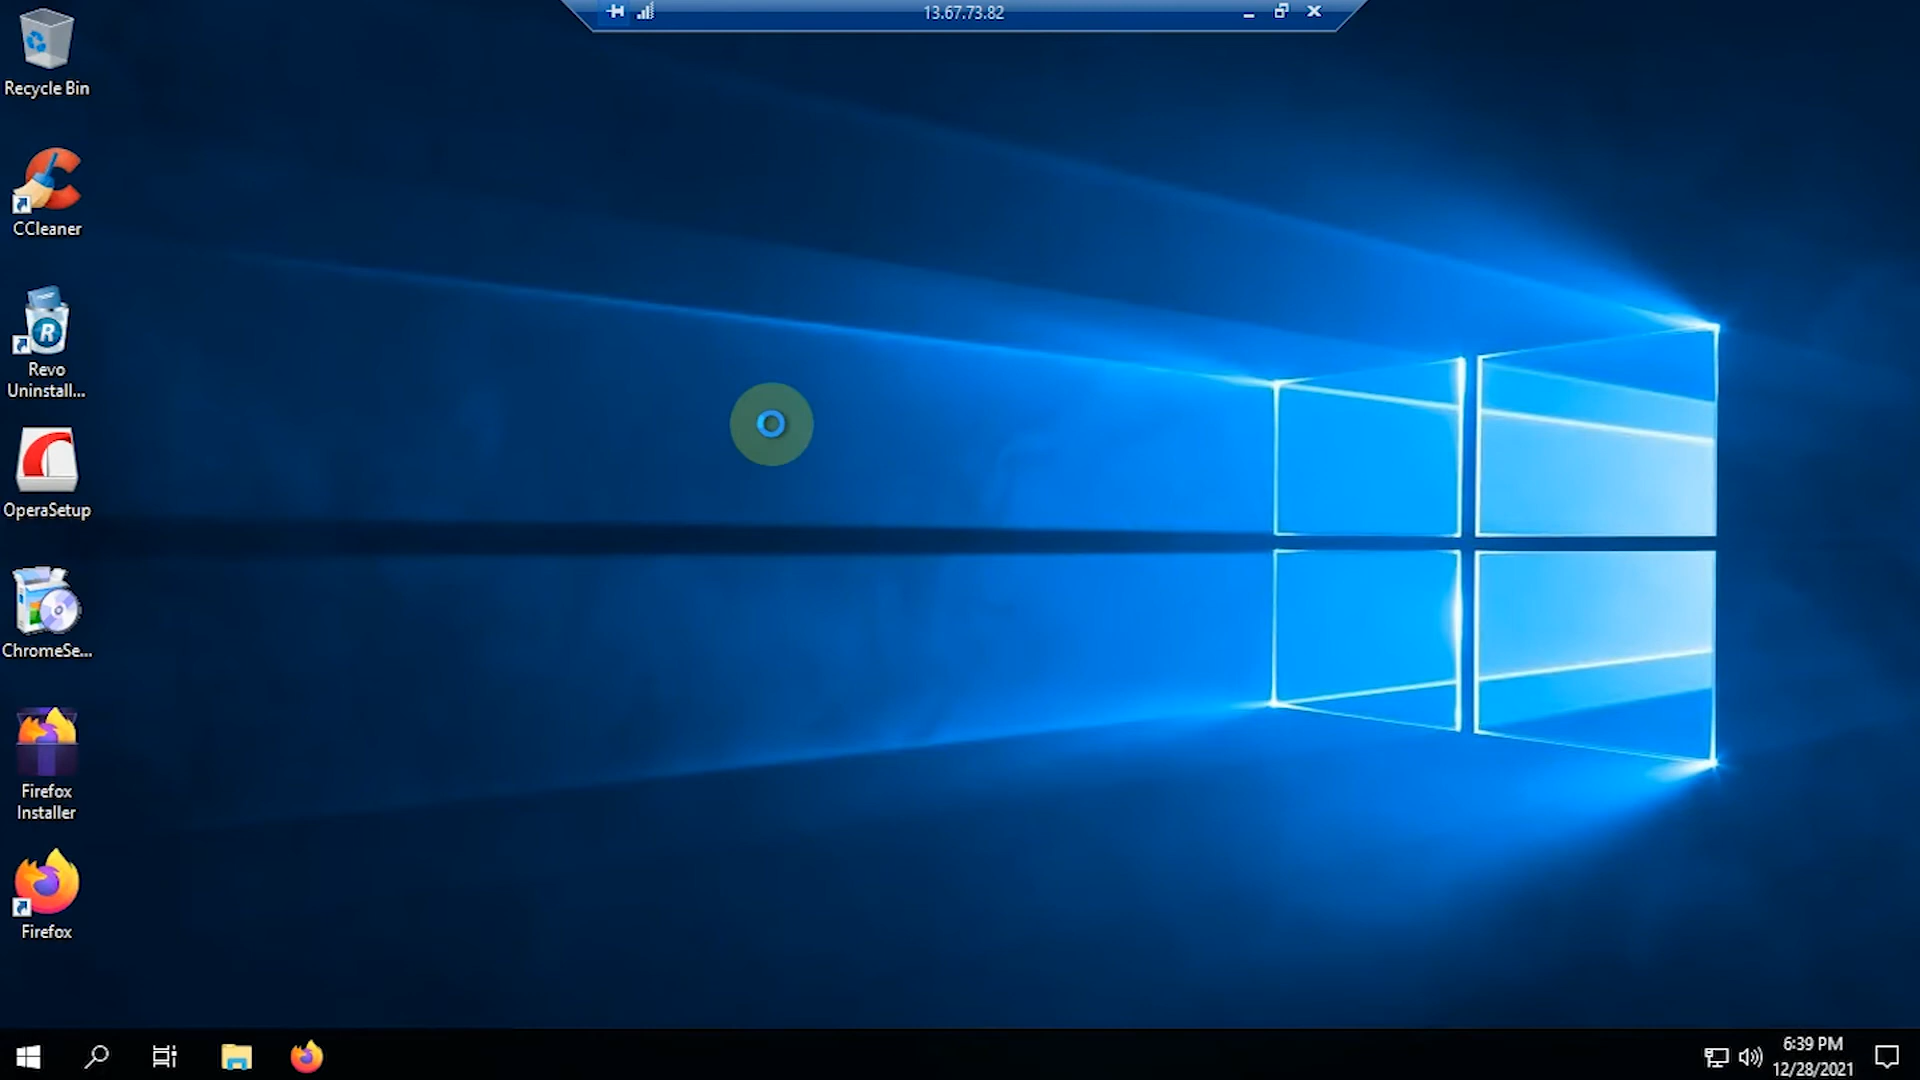 13.67.73.82
Recycle Bin
CCleaner
Revo
Uninstall...
OperaSetup
ChromeSe...
Firefox
Installer
Firefox
6:39 PM
12/28/2021